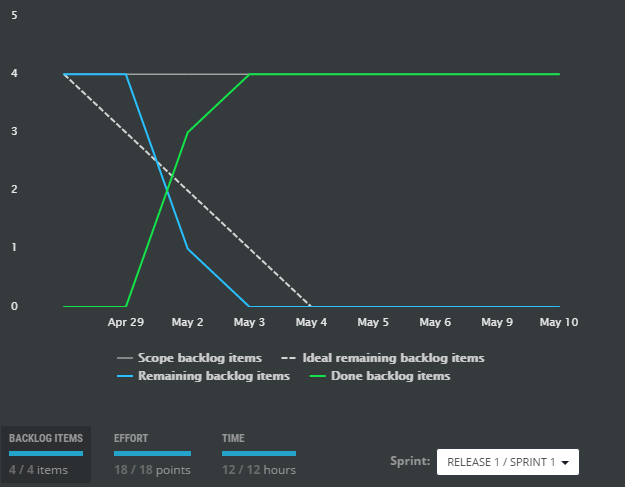 5
4
3
2
1
0
Apr 29 May 2 May 3 May 4 May 5 May 6 May 9 May 10
Scope backlog items Ideal remaining backlog items
Remaining backlog items Done backlog items
BACKLOG ITEMS EFFORT TIME
4 / 4 items 18 / 18 points 12 / 12 hours
Sprint: RELEASE 1 / SPRINT 1